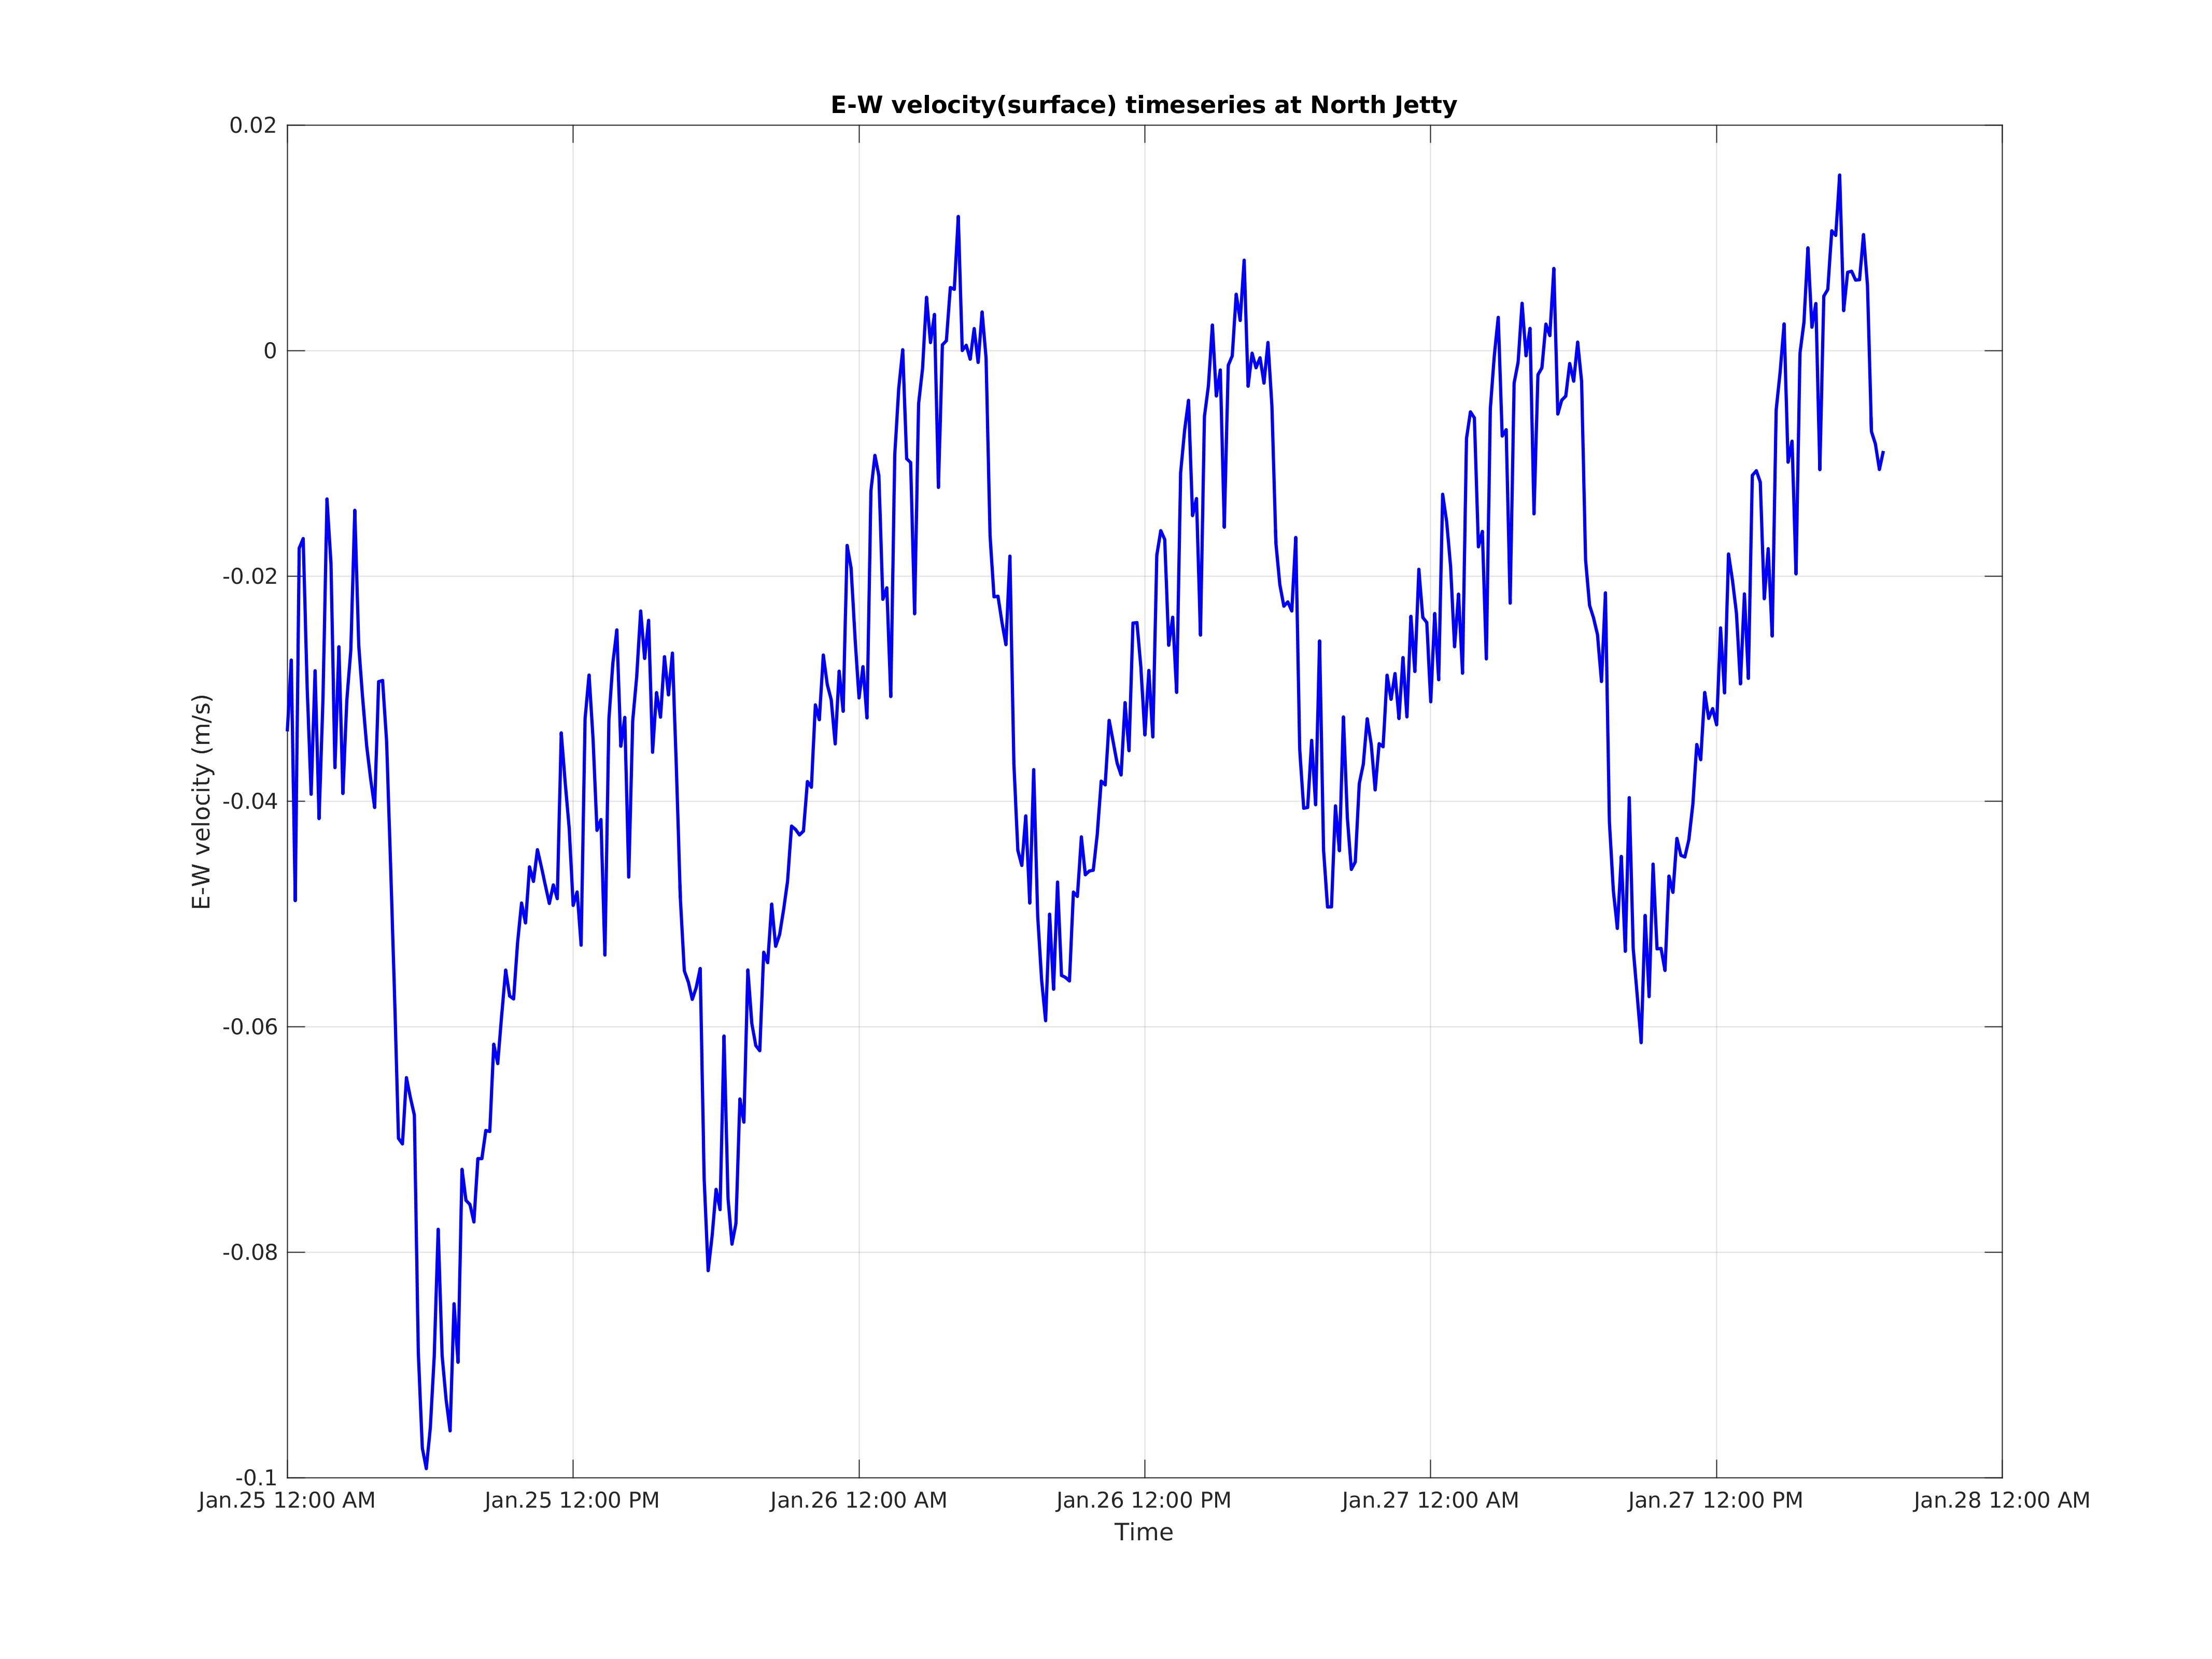 E-W velocity(surface) timeseries at North Jetty
0.02
0
-0.02
-0.04
-0.06
-0.08
-0.1
E-W velocity (m/s)
Jan.25 12:00 AM Jan.25 12:00 PM Jan.26 12:00 AM Jan.26 12:00 PM Jan.27 12:00 AM Jan.27 12:00 PM Jan.28 12:00 AM
Time